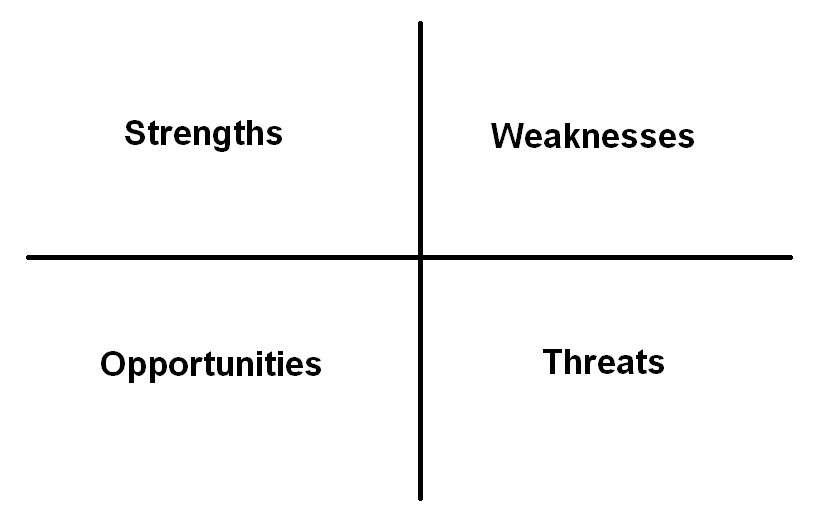 Strengths
Weaknesses
Opportunities
Threats